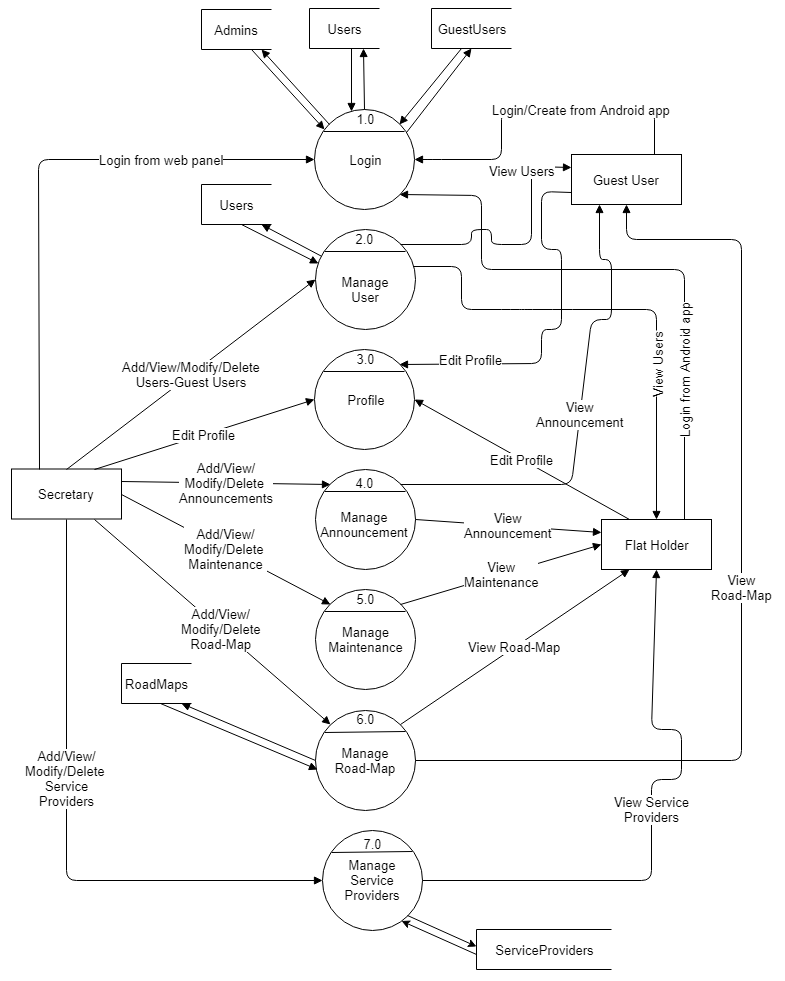 Admins
Users
GuestUsers
Login/Create from Android app
1.0
Login
Login from web panel
View Users
Guest User
Users
2.0
Manage
User
Add/View/Modify/Delete
Users-Guest Users
3.0
Profile
Edit Profile
View Users
Login from Android app
Edit Profile
View
Announcement
Edit Profile
Secretary
Add/View/
Modify/Delete
Announcements
4.0
Manage
Announcement
View
Announcement
Flat Holder
Add/View/
Modify/Delete
Maintenance
View
Maintenance
5.0
Manage
Maintenance
View
Road-Map
Add/View/
Modify/Delete
Road-Map
View Road-Map
RoadMaps
6.0
Manage
Road-Map
Add/View/
Modify/Delete
Service
Providers
View Service
Providers
7.0
Manage
Service
Providers
ServiceProviders